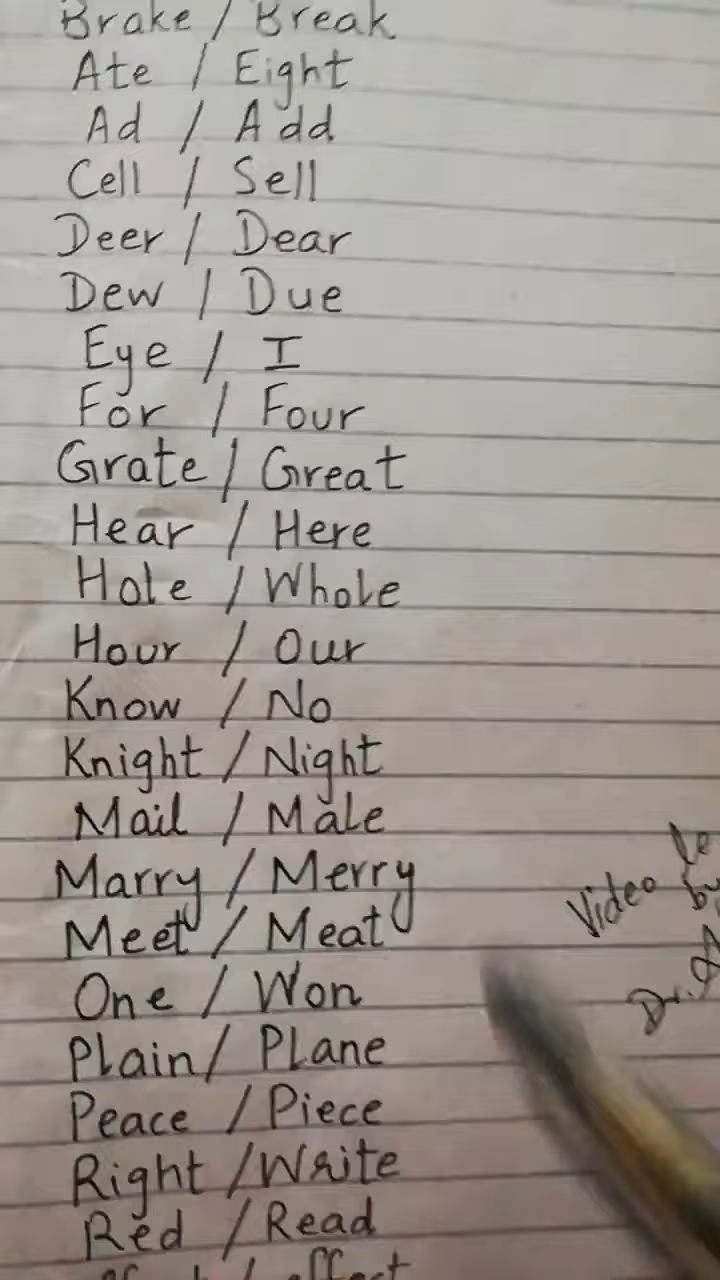 Brake / Break
Ate / Eight
Ad / Add
Cell / Sell
Deer / Dear
Dew / Due
Eye / I
For / Four
Grate / Great
Hear / Here
Hole / Whole
Hour / Our
Know / No
Knight / Night
Mail / Male
Marry / Merry
Meet / Meat
One / Won
Plain / Plane
Peace / Piece
Right / Write
Red / Read
Video
by
Dr.